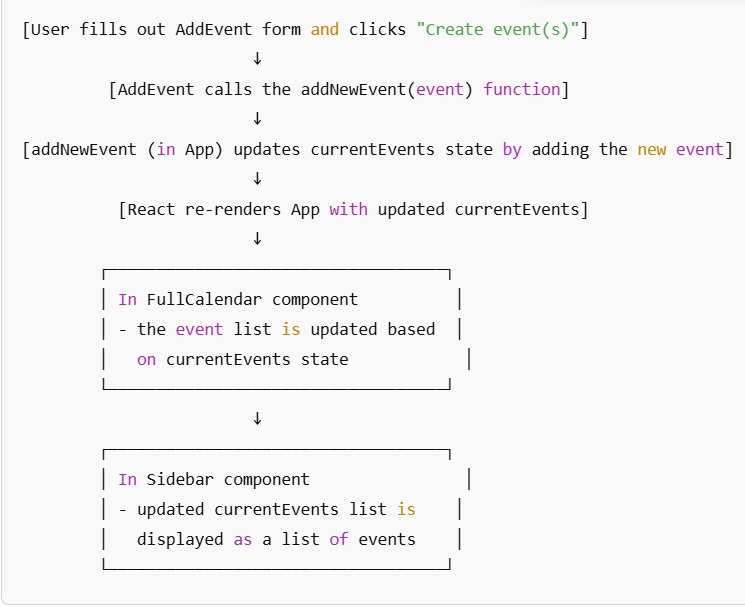 [User fills out AddEvent form and clicks "Create event(s)"]
↓
[AddEvent calls the addNewEvent(event) function]
↓
[addNewEvent (in App) updates currentEvents state by adding the new event]
↓
[React re-renders App with updated currentEvents]
↓
In FullCalendar component
- the event list is updated based
on currentEvents state
↓
In Sidebar component
- updated currentEvents list is
displayed as a list of events